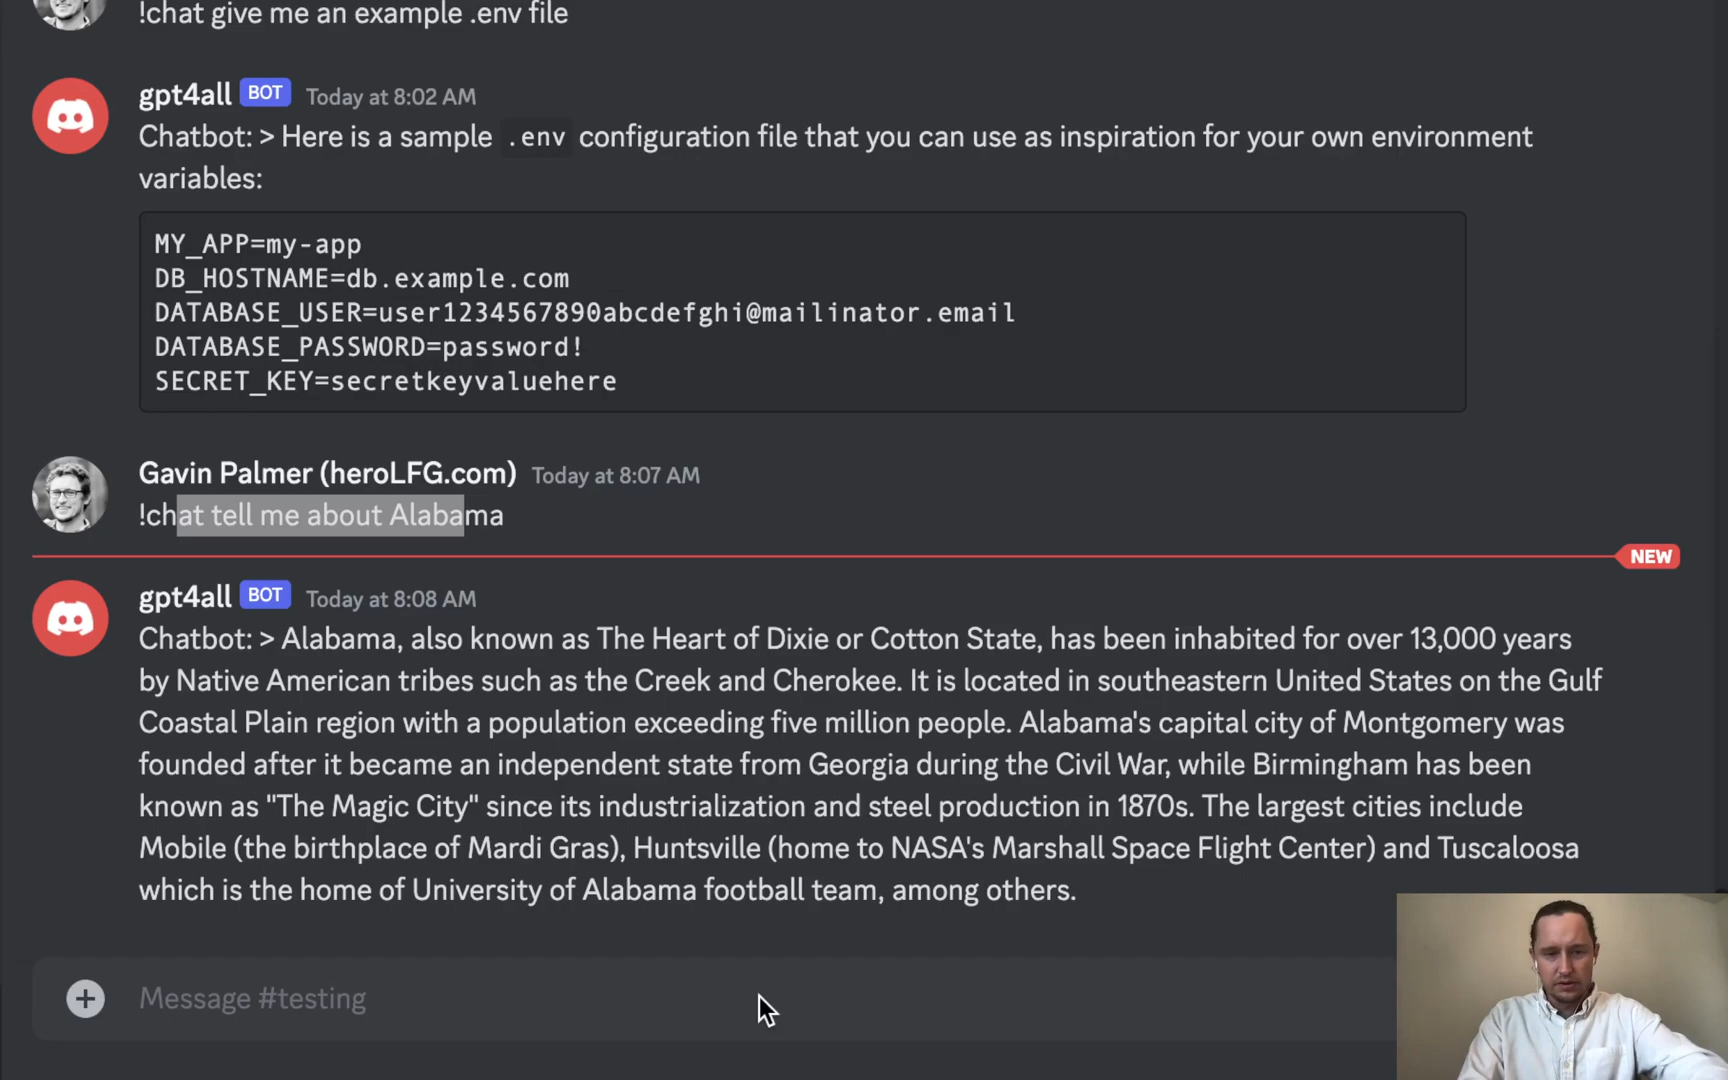 !chat give me an example .env file
gpt4all BOT Today at 8:02 AM
Chatbot: > Here is a sample .env configuration file that you can use as inspiration for your own environment
variables:
MY_APP=my-app
DB_HOSTNAME=db.example.com
DATABASE_USER=user1234567890abcdefghi@mailinator.email
DATABASE_PASSWORD=password!
SECRET_KEY=secretkeyvaluehere
Gavin Palmer (heroLFG.com) Today at 8:07 AM
!chat tell me about Alabama
NEW
gpt4all BOT Today at 8:08 AM
Chatbot: > Alabama, also known as The Heart of Dixie or Cotton State, has been inhabited for over 13,000 years
by Native American tribes such as the Creek and Cherokee. It is located in southeastern United States on the Gulf
Coastal Plain region with a population exceeding five million people. Alabama's capital city of Montgomery was
founded after it became an independent state from Georgia during the Civil War, while Birmingham has been
known as "The Magic City" since its industrialization and steel production in 1870s. The largest cities include
Mobile (the birthplace of Mardi Gras), Huntsville (home to NASA's Marshall Space Flight Center) and Tuscaloosa
which is the home of University of Alabama football team, among others.
Message #testing